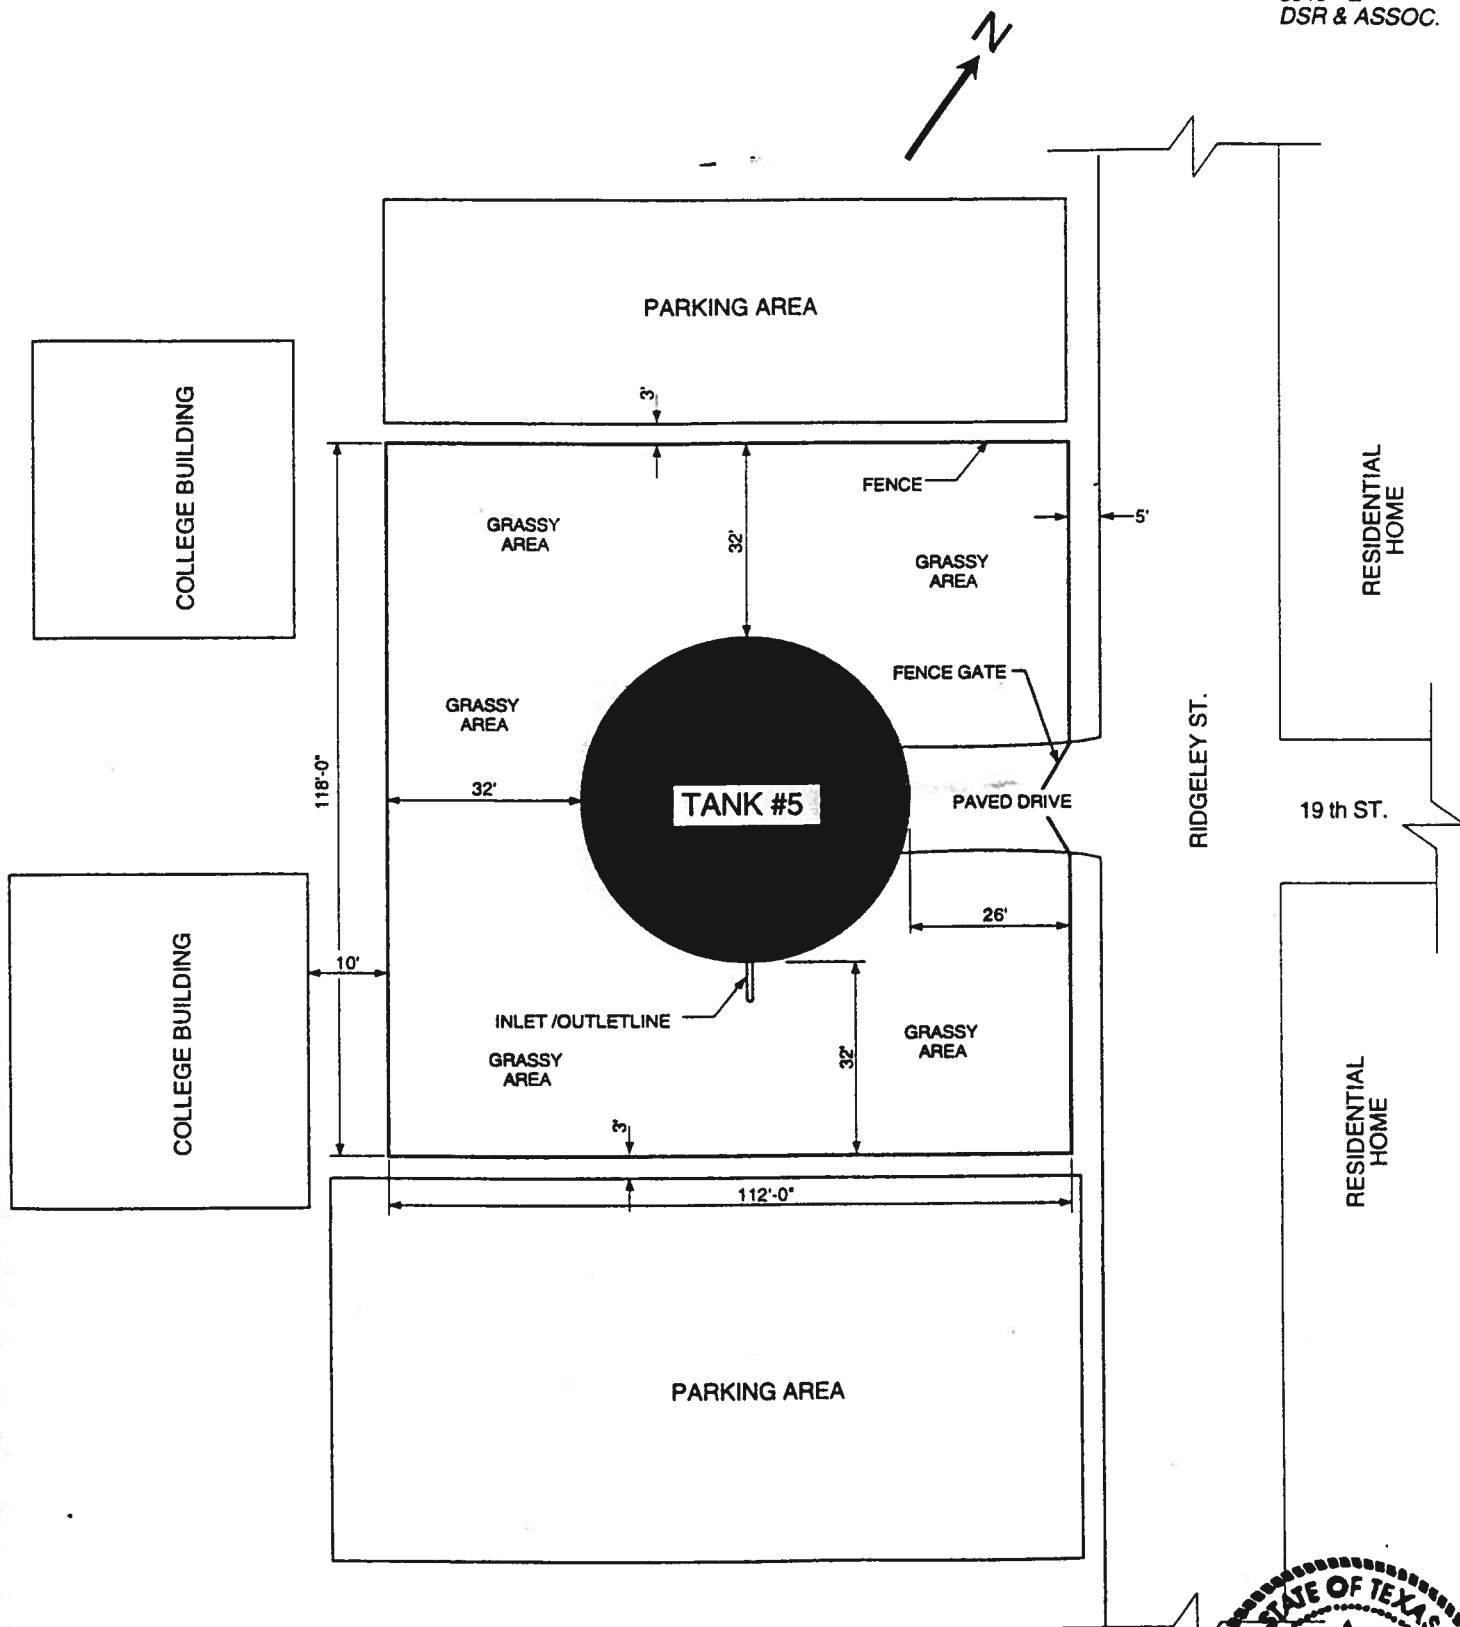 DSR & ASSOC.
N
PARKING AREA
COLLEGE BUILDING
3'
FENCE
5'
GRASSY
AREA
32'
GRASSY
AREA
RESIDENTIAL
HOME
FENCE GATE
GRASSY
AREA
118'-0"
32'
TANK #5
PAVED DRIVE
RIDGELEY ST.
19 th ST.
26'
10'
COLLEGE BUILDING
INLET /OUTLETLINE
GRASSY
AREA
32'
GRASSY
AREA
3'
RESIDENTIAL
HOME
112'-0"
PARKING AREA
STATE OF TEXAS